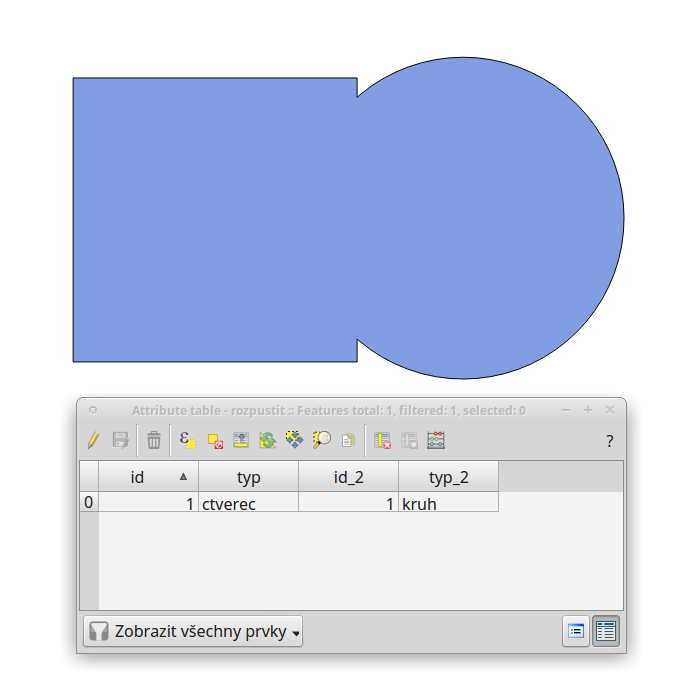 Attribute table - rozpustit :: Features total: 1, filtered: 1, selected: 0
ε
?
id typ id_2 typ_2
0 1 ctverec 1 kruh
Zobrazit všechny prvky